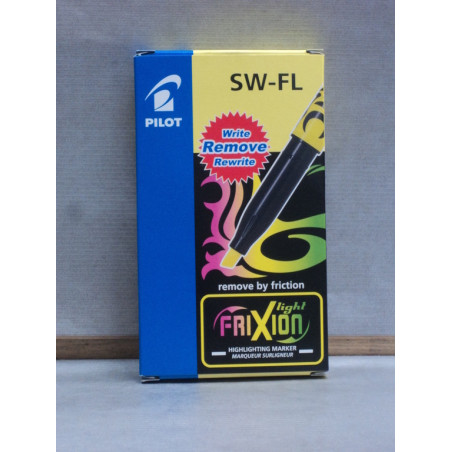 PILOT
SW-FL
Write
Remove
Rewrite
remove by friction
light
FRIXION
HIGHLIGHTING MARKER
MARQUEUR SURLIGNEUR